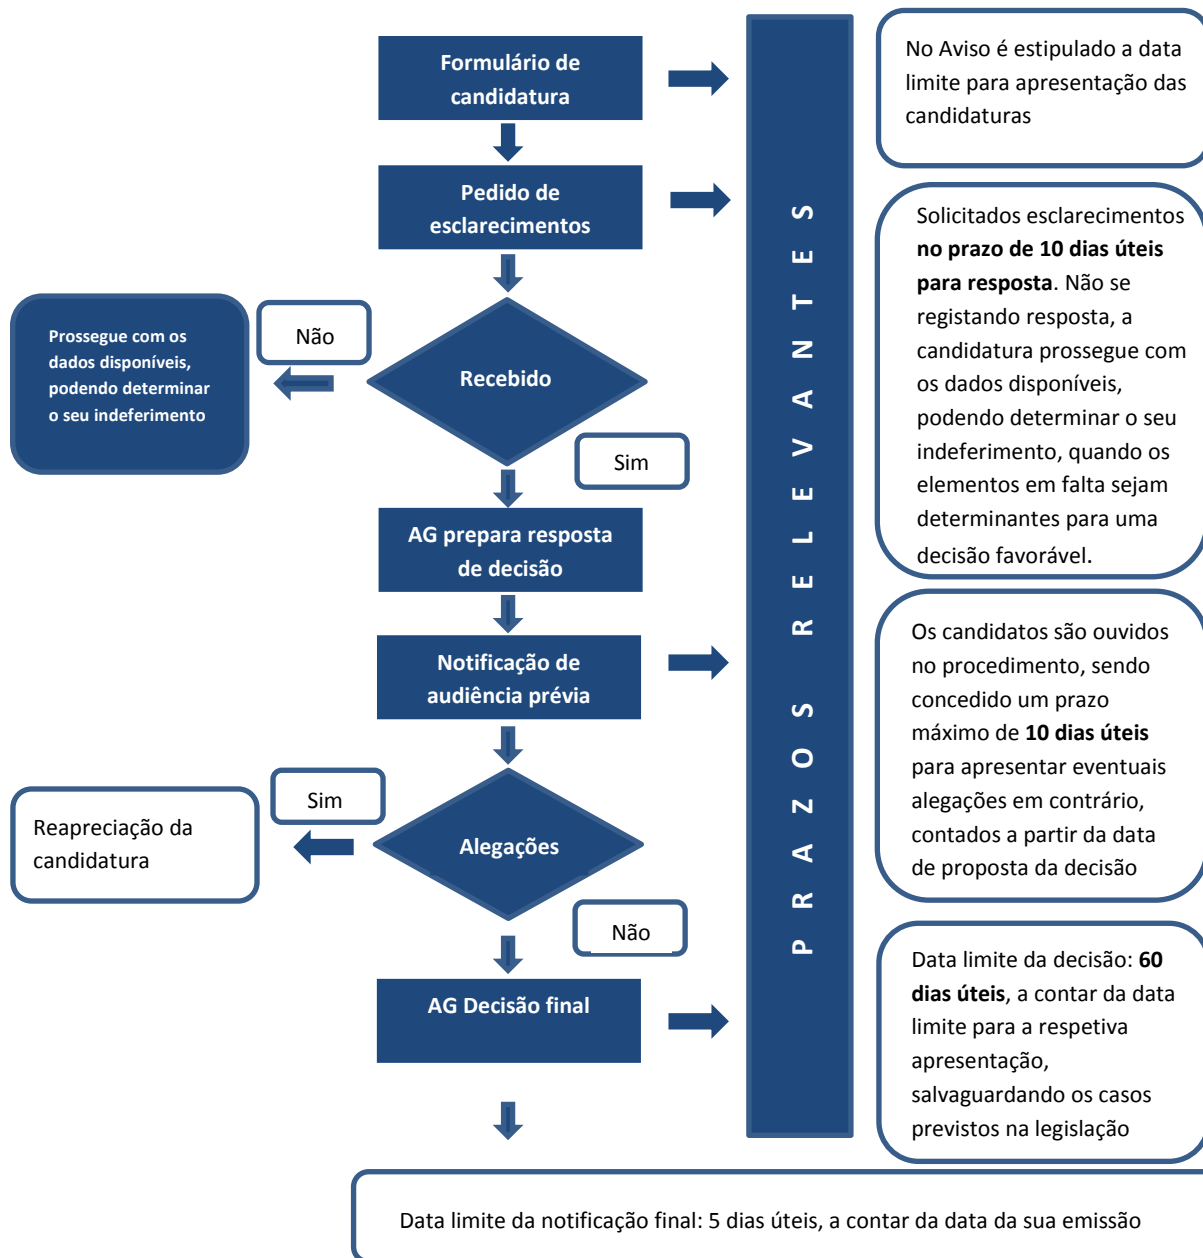 Formulário de
candidatura
No Aviso é estipulado a data
limite para apresentação das
candidaturas
Pedido de
esclarecimentos
Solicitados esclarecimentos
no prazo de 10 dias úteis
para resposta. Não se
registando resposta, a
candidatura prossegue com
os dados disponíveis,
podendo determinar o seu
indeferimento, quando os
elementos em falta sejam
determinantes para uma
decisão favorável.
Não
Prossegue com os
dados disponíveis,
podendo determinar
o seu indeferimento
Recebido
Sim
AG prepara resposta
de decisão
Notificação de
audiência prévia
Os candidatos são ouvidos
no procedimento, sendo
concedido um prazo
máximo de 10 dias úteis
para apresentar eventuais
alegações em contrário,
contados a partir da data
de proposta da decisão
Sim
Reapreciação da
candidatura
Alegações
Não
AG Decisão final
Data limite da decisão: 60
dias úteis, a contar da data
limite para a respetiva
apresentação,
salvaguardando os casos
previstos na legislação
PRAZOS RELEVANTES
Data limite da notificação final: 5 dias úteis, a contar da data da sua emissão